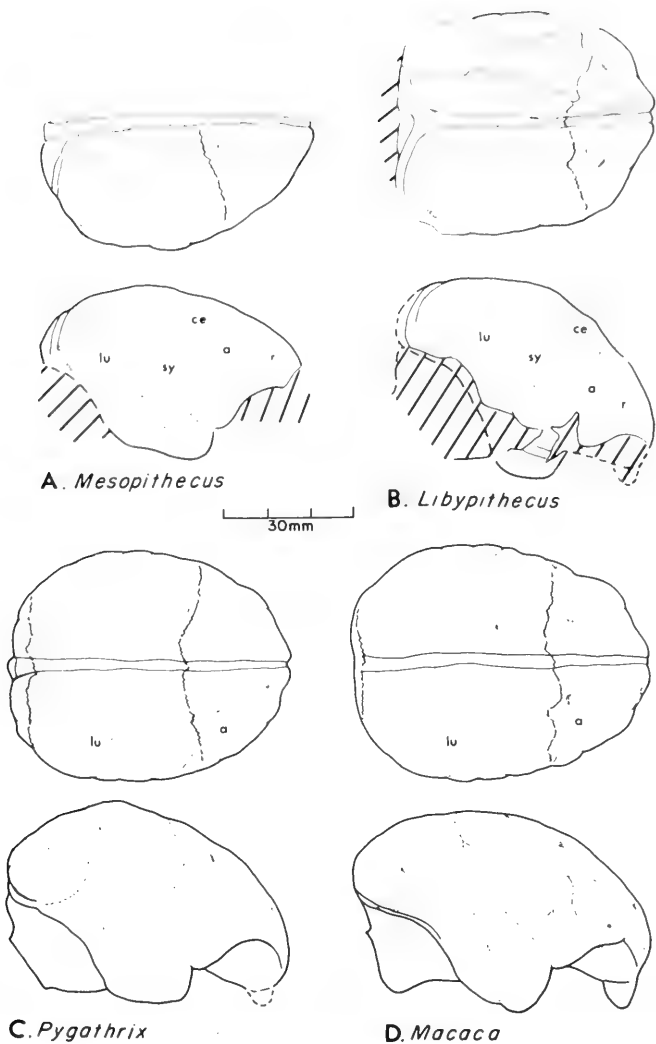 ce
lu
sy
a
r
A. Mesopithecus
lu
sy
ce
a
r
B. Libypithecus
30mm
lu
a
lu
a
C. Pygathrix
D. Macaca